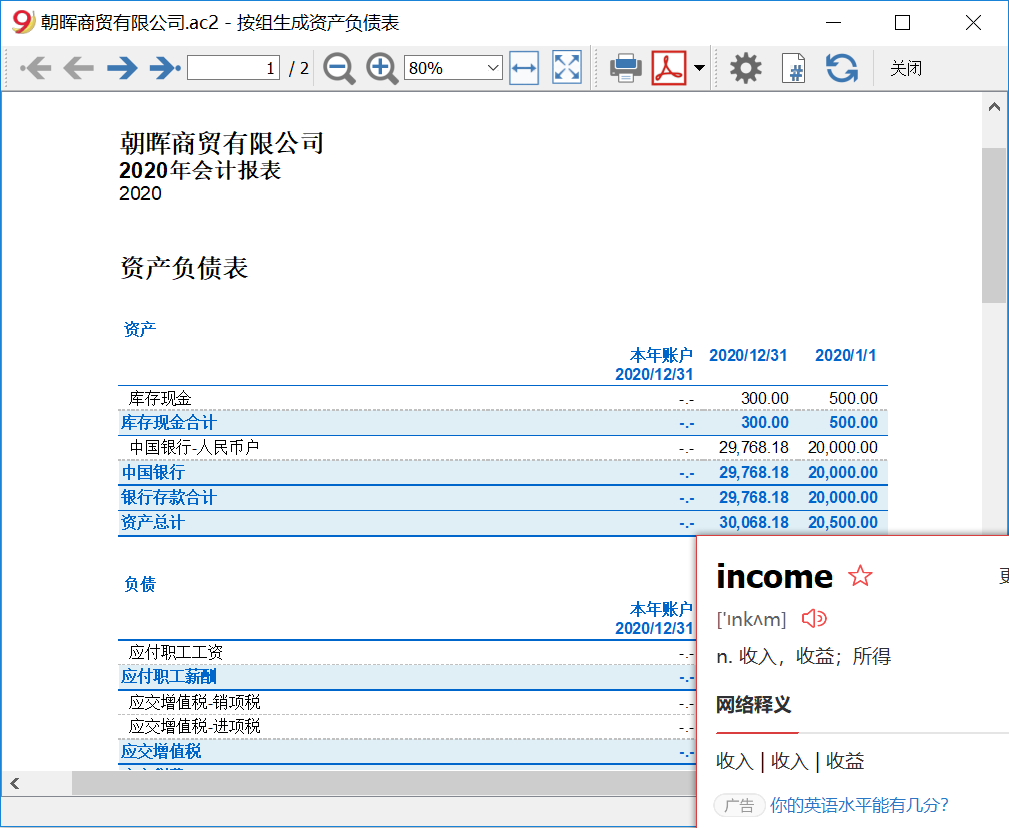 朝晖商贸有限公司.ac2 - 按组生成资产负债表
1 / 2 80% 关闭
朝晖商贸有限公司
2020年会计报表
2020
资产负债表
资产
本年账户 2020/12/31 2020/1/1
2020/12/31
库存现金 -.- 300.00 500.00
库存现金合计 -.- 300.00 500.00
中国银行-人民币户 -.- 29,768.18 20,000.00
中国银行 -.- 29,768.18 20,000.00
银行存款合计 -.- 29,768.18 20,000.00
资产总计 -.- 30,068.18 20,500.00
负债
本年账户
2020/12/31
应付职工工资 -.-
应付职工薪酬 -.-
应交增值税-销项税 -.-
应交增值税-进项税 -.-
应交增值税 -.-
income
['ɪnkʌm]
n. 收入，收益；所得
网络释义
收入 | 收入 | 收益
广告 你的英语水平能有几分?